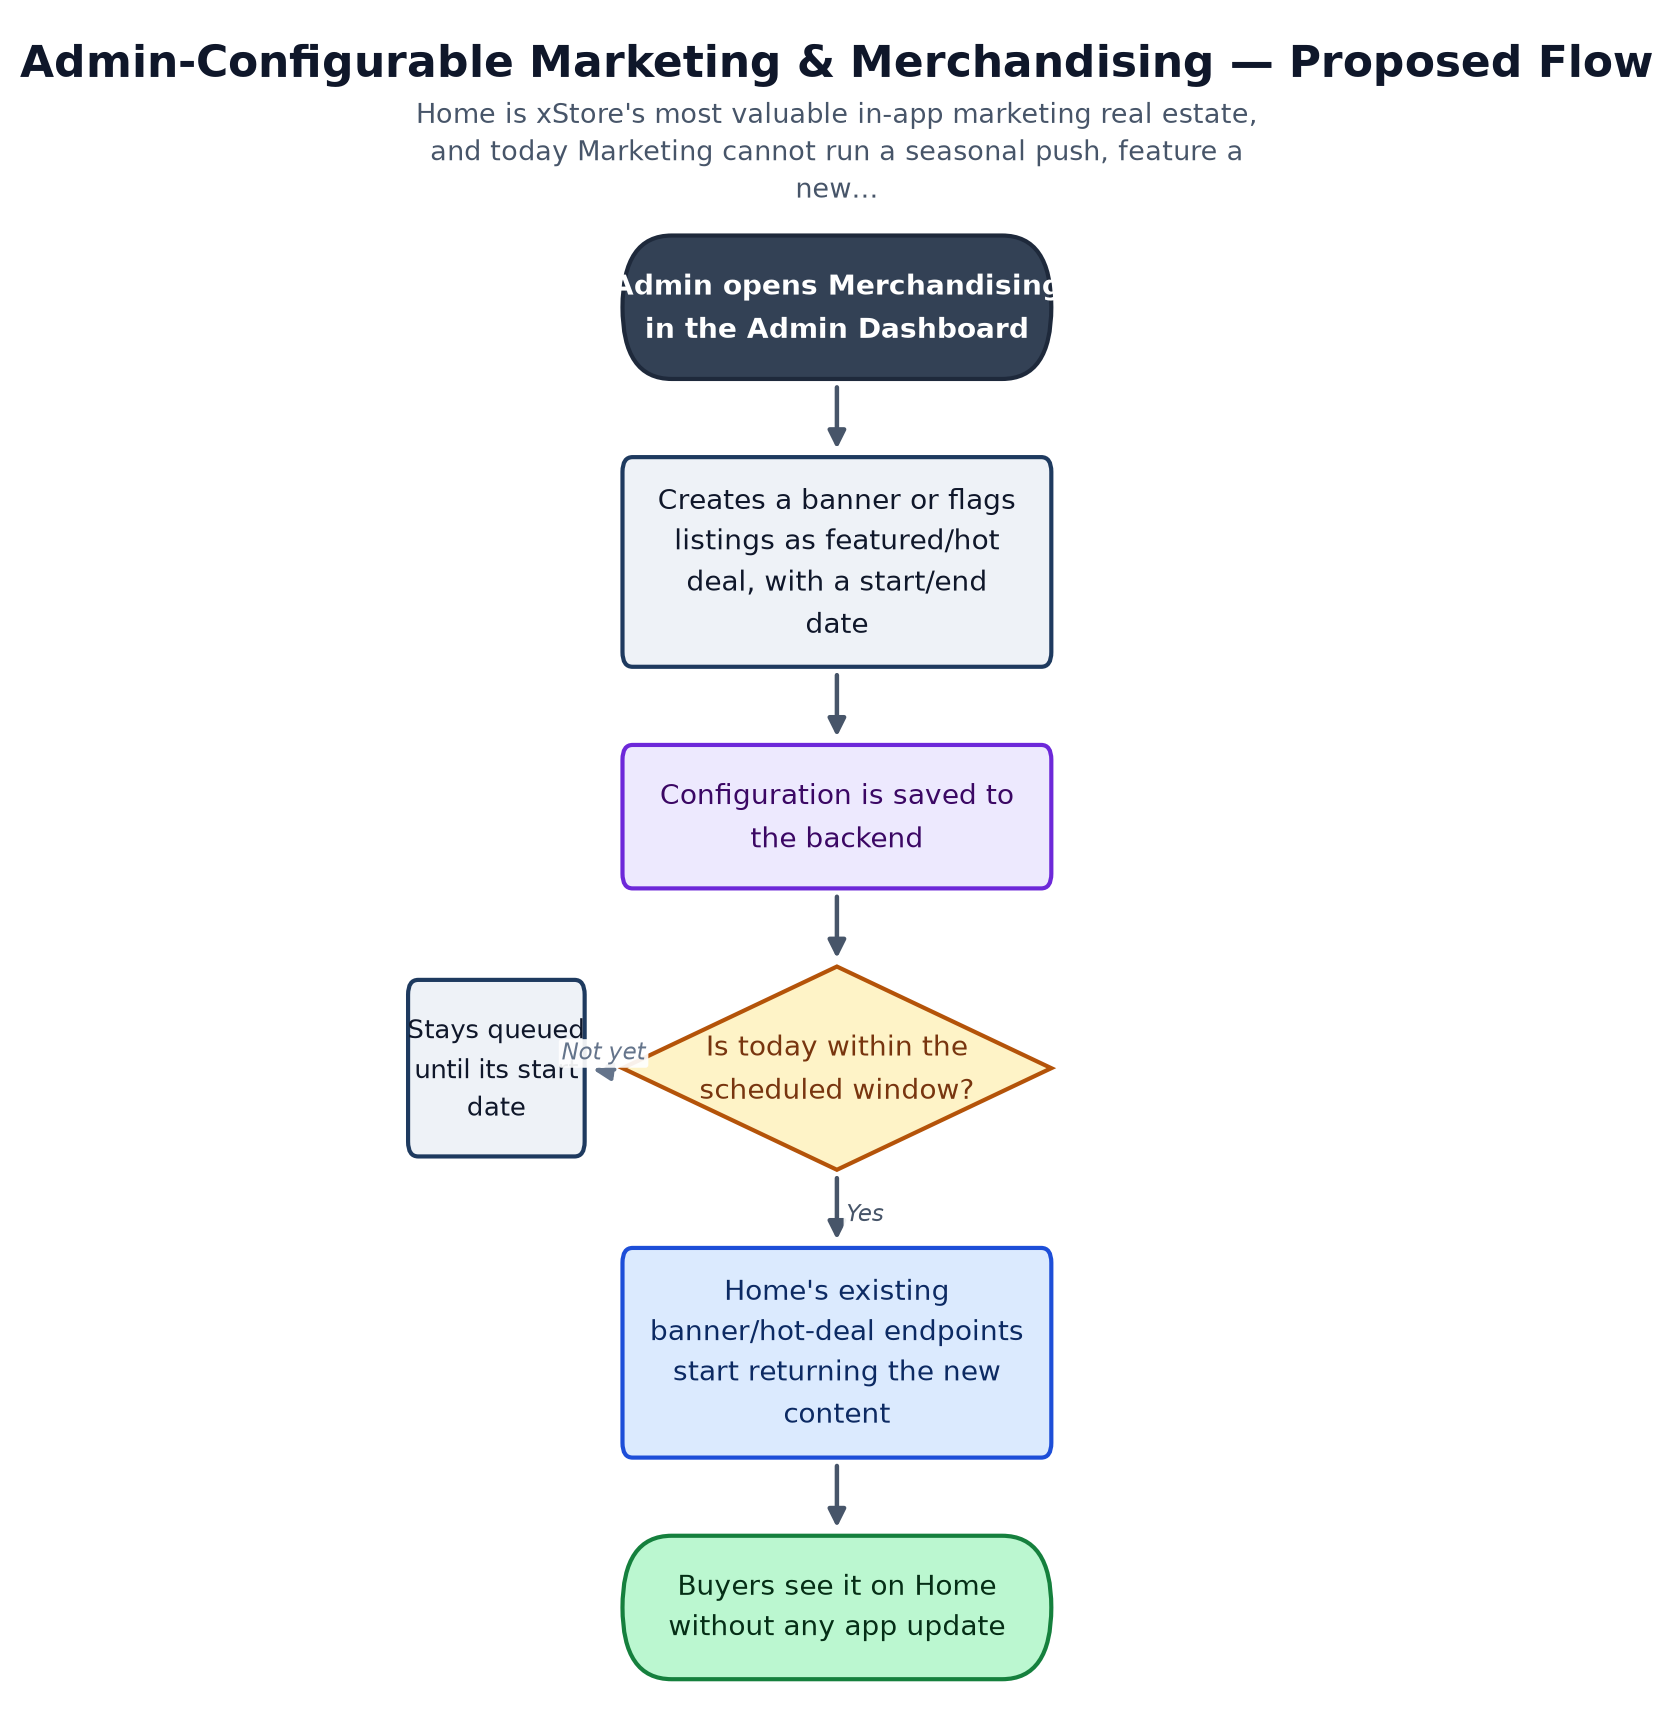 Admin-Configurable Marketing & Merchandising — Proposed Flow
Home is xStore's most valuable in-app marketing real estate,
and today Marketing cannot run a seasonal push, feature a
new...
Admin opens Merchandising
in the Admin Dashboard
Creates a banner or flags
listings as featured/hot
deal, with a start/end
date
Configuration is saved to
the backend
Stays queued
until its start
date
Not yet
Is today within the
scheduled window?
Yes
Home's existing
banner/hot-deal endpoints
start returning the new
content
Buyers see it on Home
without any app update